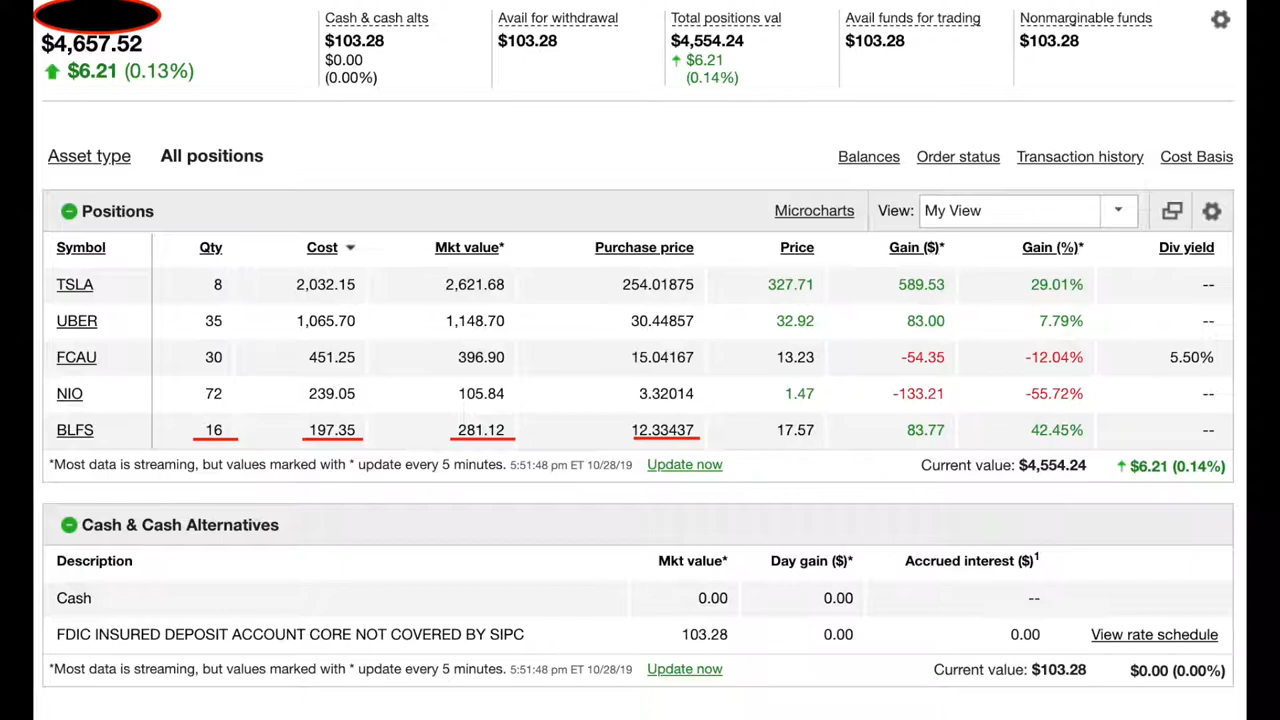 Cash & cash alts Avail for withdrawal Total positions val Avail funds for trading Nonmarginable funds
$4,657.52 $103.28 $103.28 $4,554.24 $103.28 $103.28
$0.00 $6.21
$6.21 (0.13%) (0.00%) (0.14%)
Asset type All positions Balances Order status Transaction history Cost Basis
Positions Microcharts View: My View
Symbol Qty Cost Mkt value* Purchase price Price Gain ($)* Gain (%)* Div yield
TSLA 8 2,032.15 2,621.68 254.01875 327.71 589.53 29.01% --
UBER 35 1,065.70 1,148.70 30.44857 32.92 83.00 7.79% --
FCAU 30 451.25 396.90 15.04167 13.23 -54.35 -12.04% 5.50%
NIO 72 239.05 105.84 3.32014 1.47 -133.21 -55.72% --
BLFS 16 197.35 281.12 12.33437 17.57 83.77 42.45% --
*Most data is streaming, but values marked with * update every 5 minutes. 5:51:48 pm ET 10/28/19 Update now Current value: $4,554.24 $6.21 (0.14%)
Cash & Cash Alternatives
Description Mkt value* Day gain ($)* Accrued interest ($)1
Cash 0.00 0.00 --
FDIC INSURED DEPOSIT ACCOUNT CORE NOT COVERED BY SIPC 103.28 0.00 0.00 View rate schedule
*Most data is streaming, but values marked with * update every 5 minutes. 5:51:48 pm ET 10/28/19 Update now Current value: $103.28 $0.00 (0.00%)